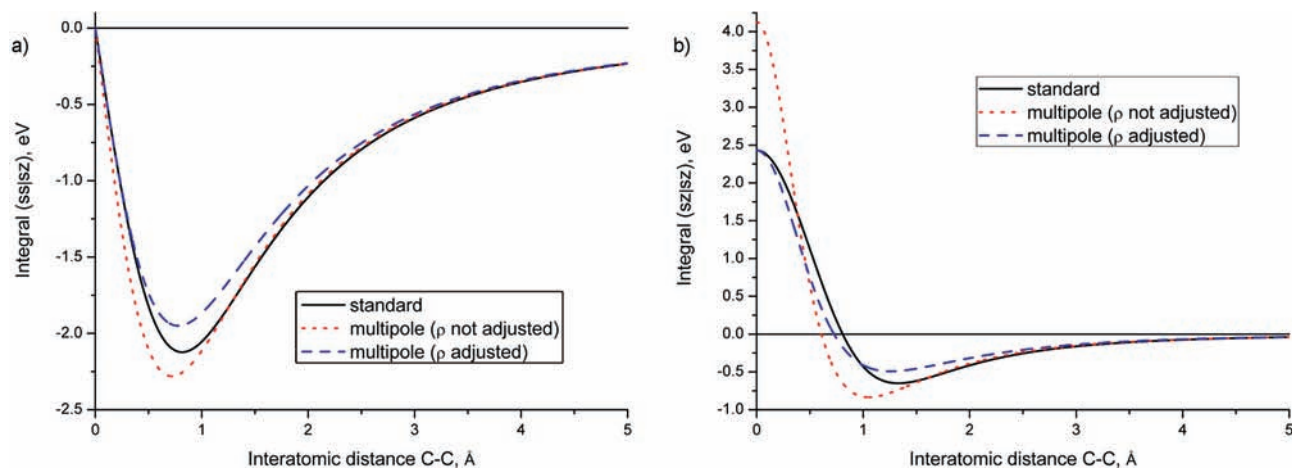 a)
0.0
-0.5
-1.0
-1.5
-2.0
-2.5
Integral (ss|sz), eV
standard
multipole (ρ not adjusted)
multipole (ρ adjusted)
0 1 2 3 4 5
Interatomic distance C-C, Å
b)
4.0
3.5
3.0
2.5
2.0
1.5
1.0
0.5
0.0
-0.5
-1.0
Integral (sz|sz), eV
standard
multipole (ρ not adjusted)
multipole (ρ adjusted)
0 1 2 3 4 5
Interatomic distance C-C, Å